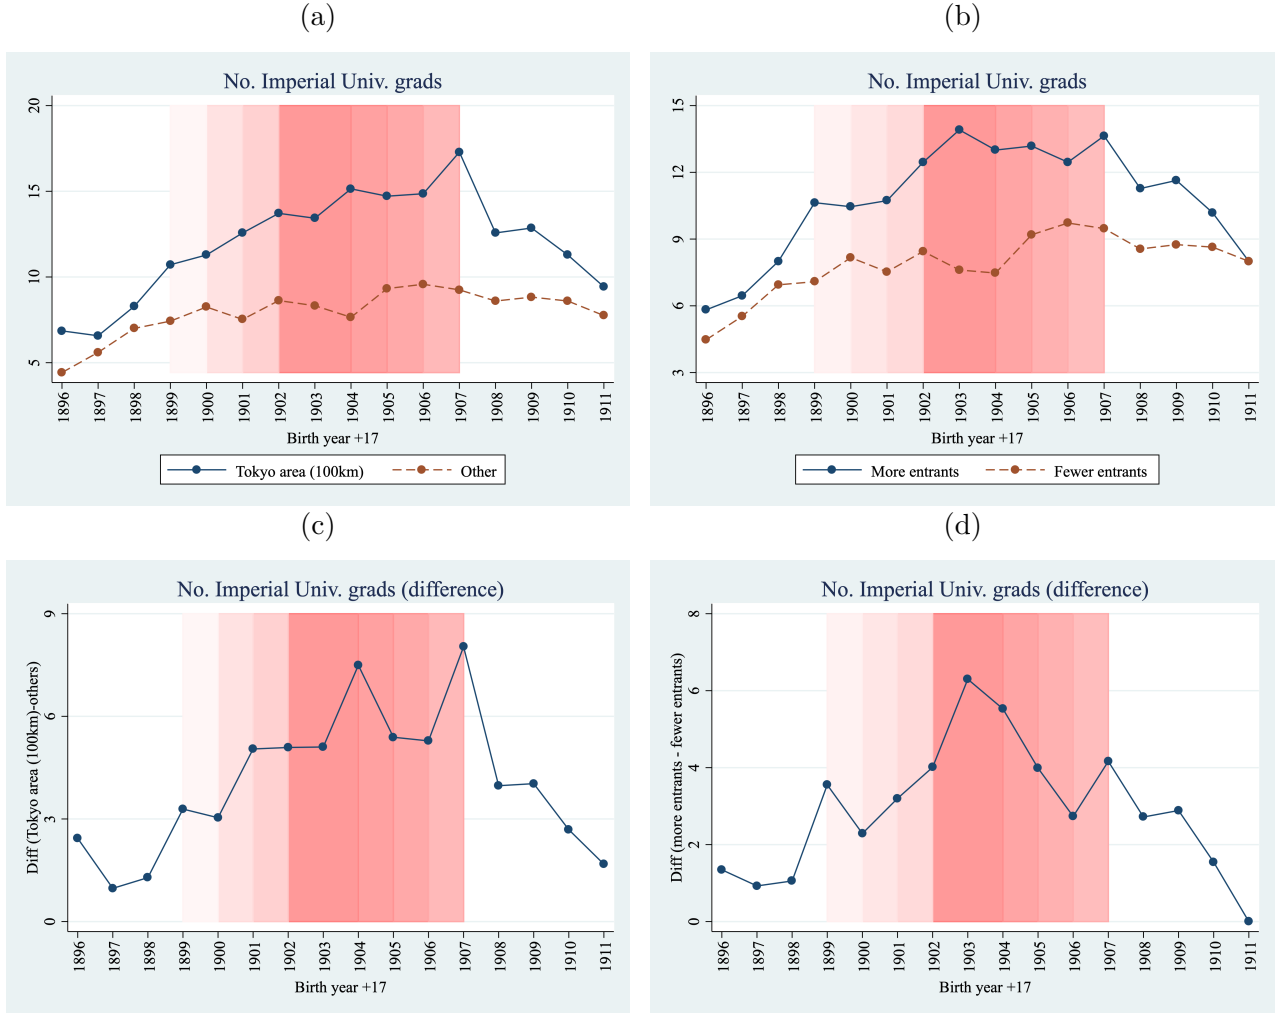 (a)
No. Imperial Univ. grads
20
15
10
5
1896 1897 1898 1899 1900 1901 1902 1903 1904 1905 1906 1907 1908 1909 1910 1911
Birth year +17
Tokyo area (100km) Other
(b)
No. Imperial Univ. grads
15
12
9
6
3
1896 1897 1898 1899 1900 1901 1902 1903 1904 1905 1906 1907 1908 1909 1910 1911
Birth year +17
More entrants Fewer entrants
(c)
No. Imperial Univ. grads (difference)
Diff (Tokyo area (100km)-others)
9
6
3
0
1896 1897 1898 1899 1900 1901 1902 1903 1904 1905 1906 1907 1908 1909 1910 1911
Birth year +17
(d)
No. Imperial Univ. grads (difference)
Diff (more entrants - fewer entrants)
8
6
4
2
0
1896 1897 1898 1899 1900 1901 1902 1903 1904 1905 1906 1907 1908 1909 1910 1911
Birth year +17